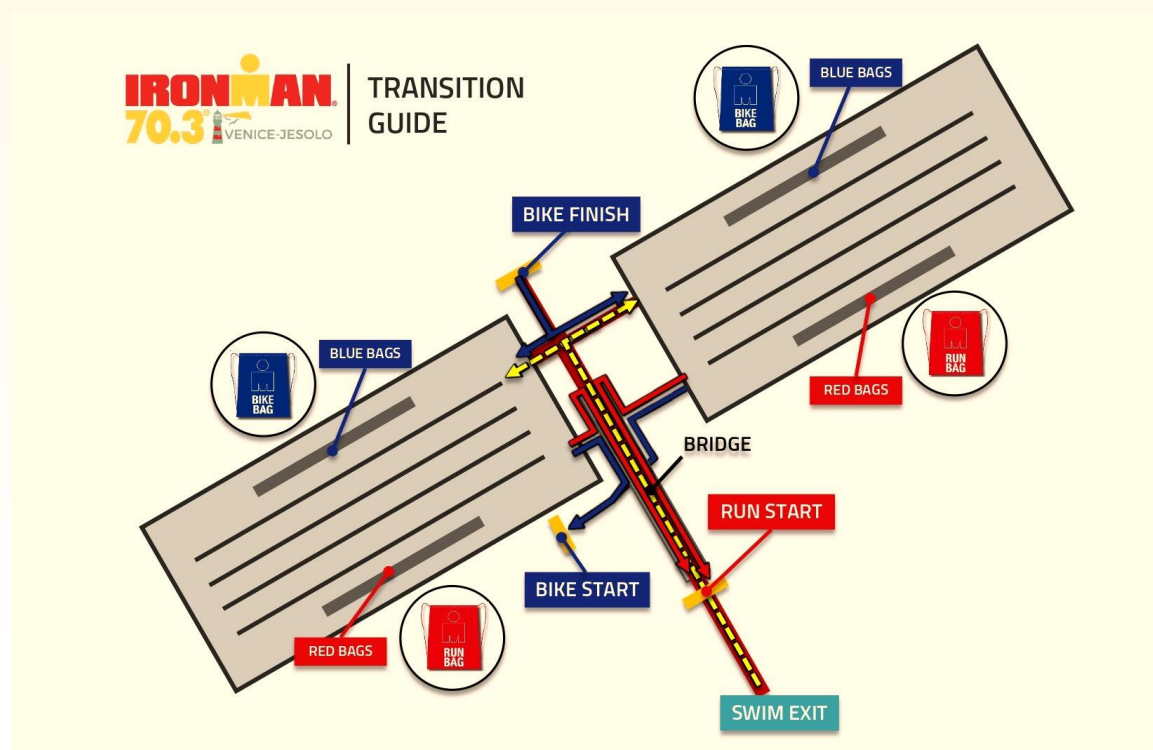 IRONMAN®
70.3® VENICE-JESOLO
TRANSITION
GUIDE
BIKE
BAG
BLUE BAGS
BIKE FINISH
BLUE BAGS
BIKE
BAG
RUN
BAG
RED BAGS
BRIDGE
RUN START
BIKE START
RED BAGS
RUN
BAG
SWIM EXIT